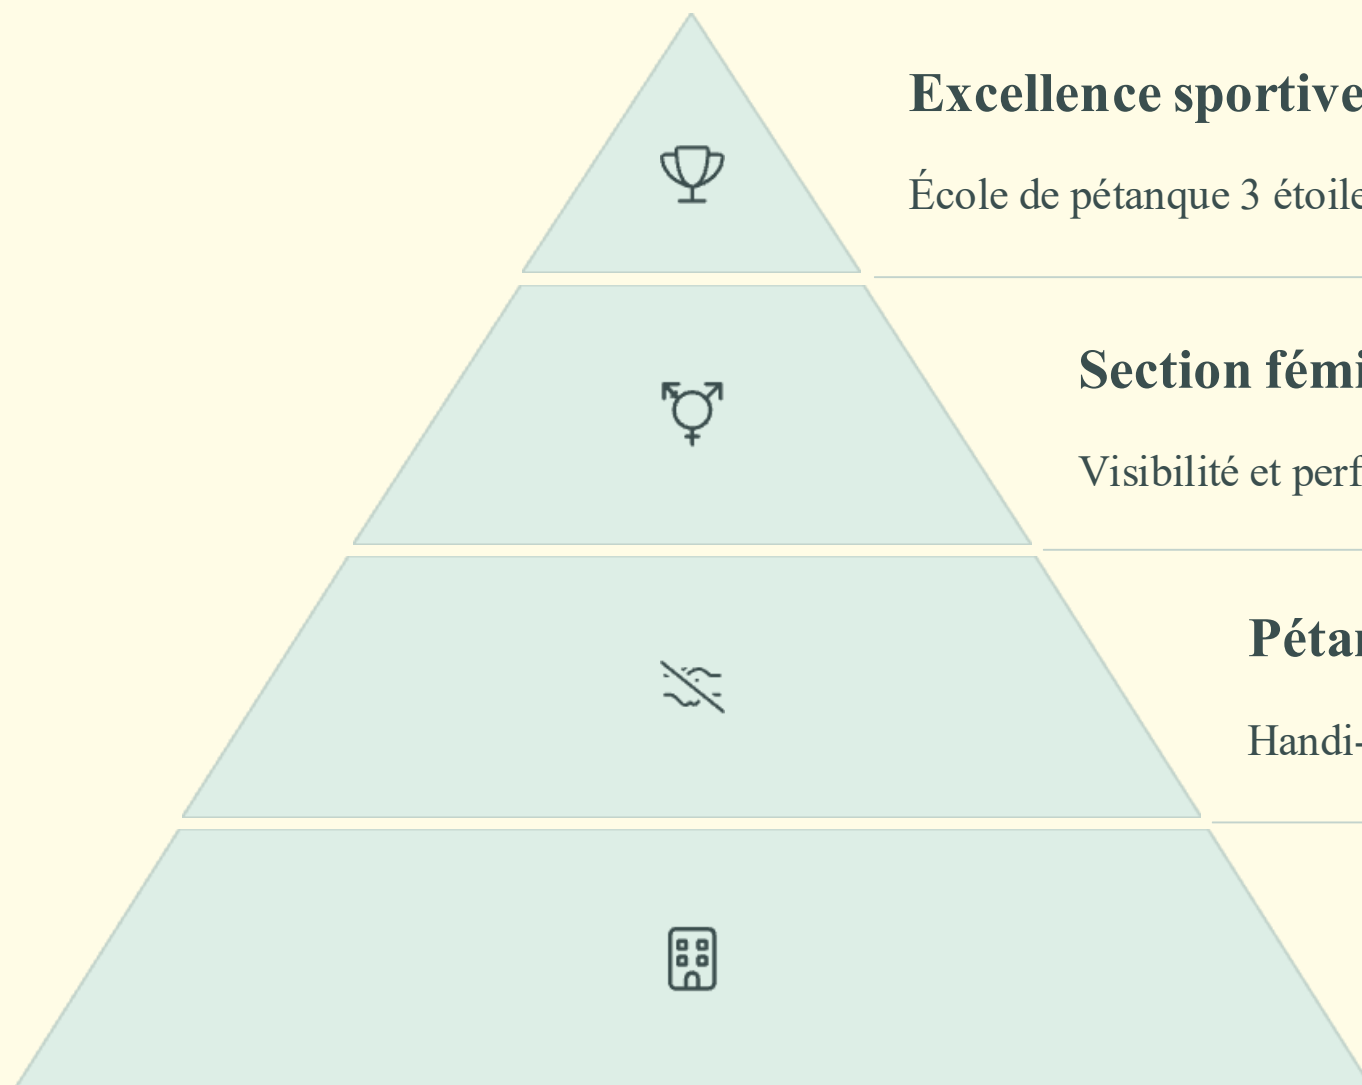 Excellence sportive
École de pétanque 3 étoile
Section fémi
Visibilité et perf
Pétan
Handi-